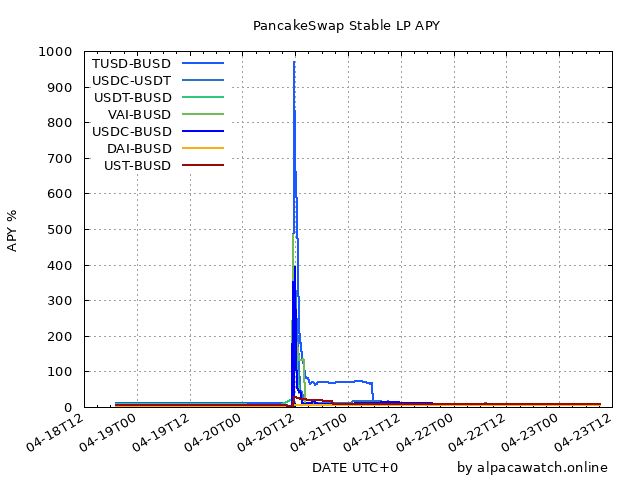 PancakeSwap Stable LP APY
1000
900
800
700
600
500
400
300
200
100
0
APY %
TUSD-BUSD
USDC-USDT
USDT-BUSD
VAI-BUSD
USDC-BUSD
DAI-BUSD
UST-BUSD
04-18T12
04-19T00
04-19T12
04-20T00
04-20T12
04-21T00
04-21T12
04-22T00
04-22T12
04-23T00
04-23T12
DATE UTC+0
by alpacawatch.online